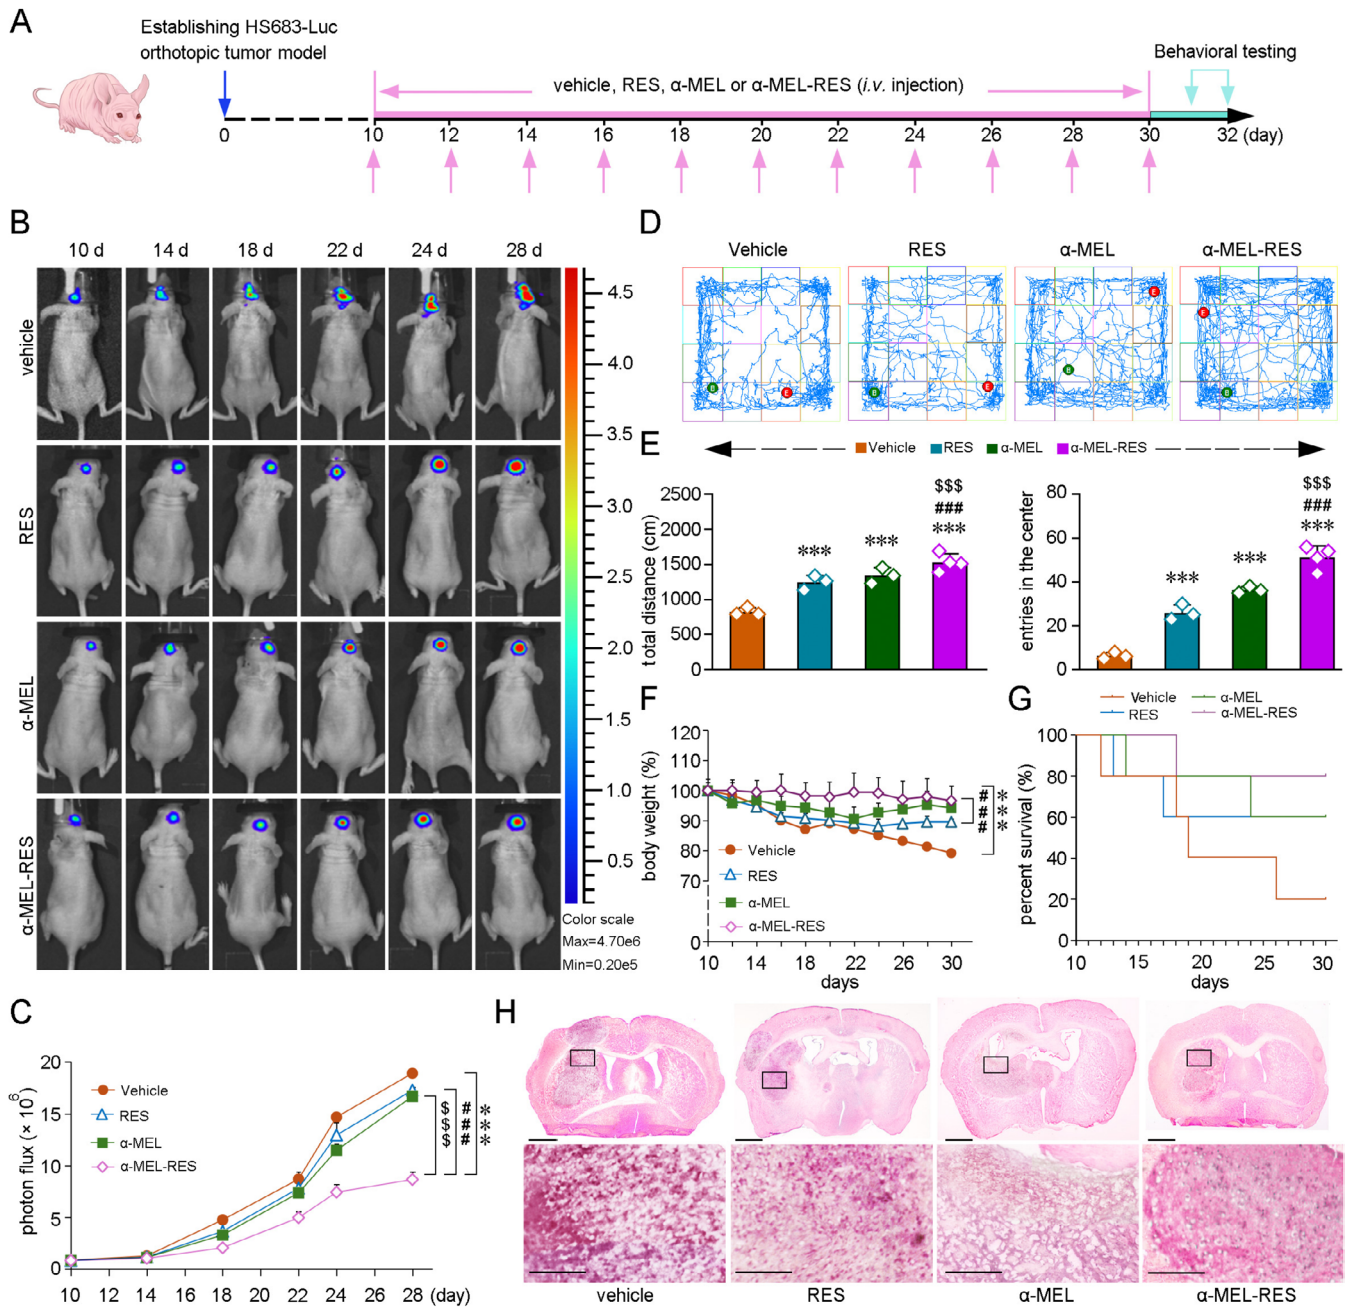 A
Establishing HS683-Luc
orthotopic tumor model
vehicle, RES, α-MEL or α-MEL-RES (i.v. injection)
Behavioral testing
0 10 12 14 16 18 20 22 24 26 28 30 32 (day)
B
10 d 14 d 18 d 22 d 24 d 28 d
vehicle
RES
α-MEL
α-MEL-RES
4.5
4.0
3.5
3.0
2.5
2.0
1.5
1.0
0.5
Color scale
Max=4.70e6
Min=0.20e5
C
photon flux (× 10⁶)
20
15
10
5
0
Vehicle
RES
α-MEL
α-MEL-RES
$$$
###
***
10 14 16 18 20 22 24 26 28 (day)
D
Vehicle RES α-MEL α-MEL-RES
B E
B E
B E
B E
E
Vehicle RES α-MEL α-MEL-RES
total distance (cm)
2500
2000
1500
1000
500
0
***
***
$$$
###
***
entries in the center
80
60
40
20
0
***
***
$$$
###
***
F
body weight (%)
120
110
100
90
80
70
0
Vehicle
RES
α-MEL
α-MEL-RES
###
***
10 14 18 22 26 30
days
G
Vehicle α-MEL
RES α-MEL-RES
percent survival (%)
100
80
60
40
20
0
10 15 20 25 30
days
H
vehicle RES α-MEL α-MEL-RES